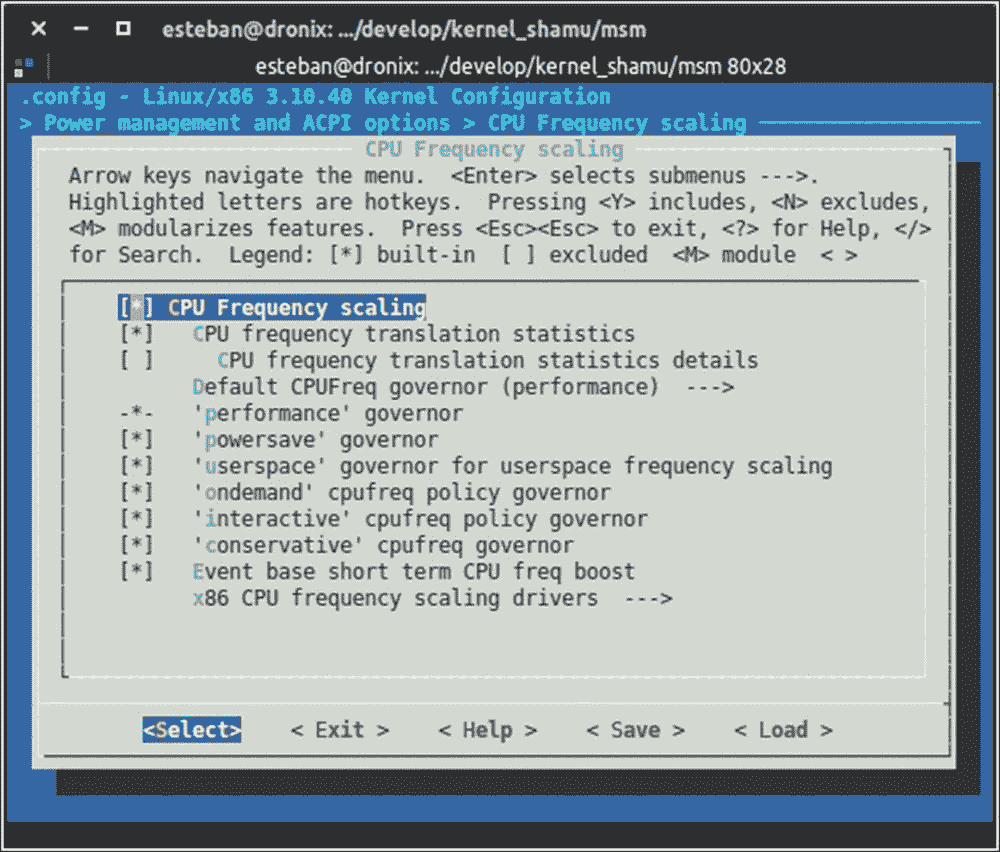 esteban@dronix: .../develop/kernel_shamu/msm
esteban@dronix: .../develop/kernel_shamu/msm 80x28
.config - Linux/x86 3.10.40 Kernel Configuration
> Power management and ACPI options > CPU Frequency scaling
CPU Frequency scaling
Arrow keys navigate the menu.  <Enter> selects submenus --->.
Highlighted letters are hotkeys.  Pressing <Y> includes, <N> excludes,
<M> modularizes features.  Press <Esc><Esc> to exit, <?> for Help, </>
for Search.  Legend: [*] built-in  [ ] excluded  <M> module  < >
[*] CPU Frequency scaling
[*]   CPU frequency translation statistics
[ ]     CPU frequency translation statistics details
Default CPUFreq governor (performance)  --->
-*-   'performance' governor
[*]   'powersave' governor
[*]   'userspace' governor for userspace frequency scaling
[*]   'ondemand' cpufreq policy governor
[*]   'interactive' cpufreq policy governor
[*]   'conservative' cpufreq governor
[*]   Event base short term CPU freq boost
x86 CPU frequency scaling drivers  --->
<Select>    < Exit >    < Help >    < Save >    < Load >